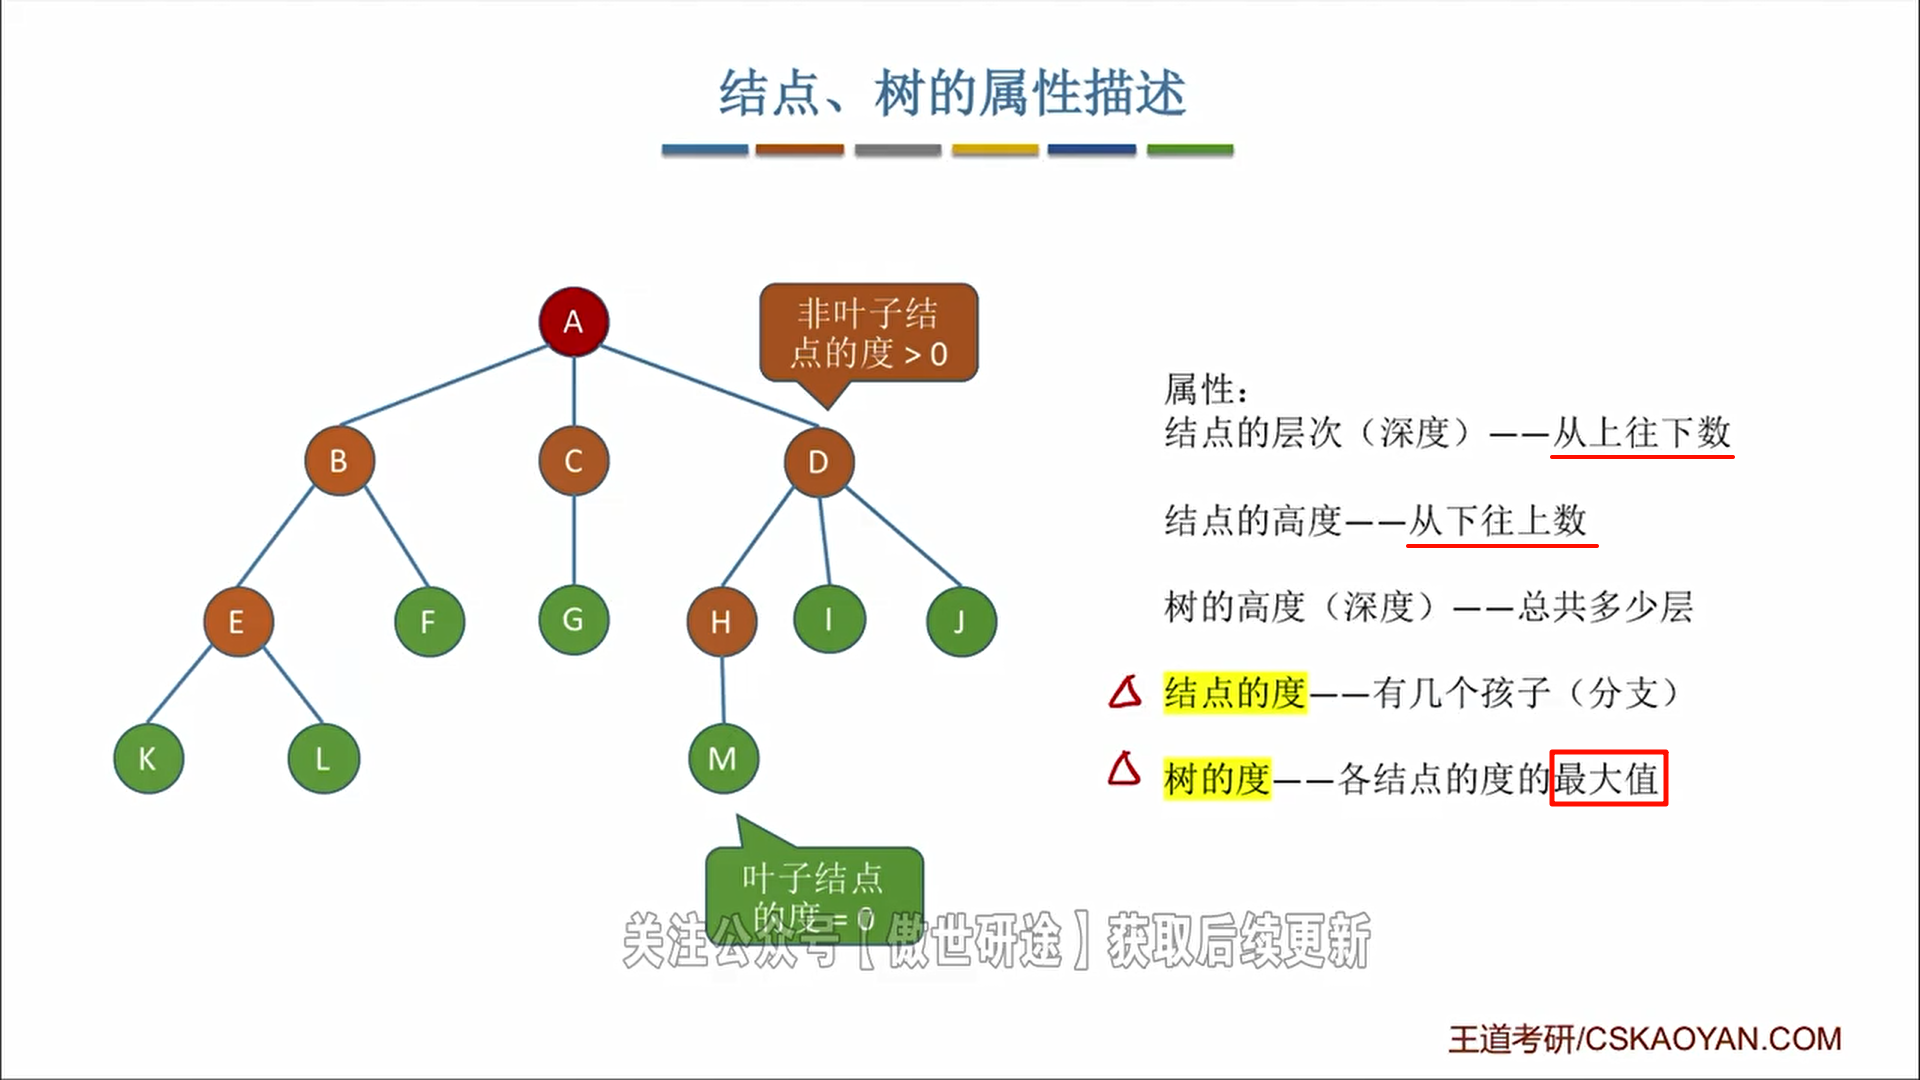 结点、树的属性描述
A
非叶子结
点的度 > 0
B
C
D
E
F
G
H
I
J
K
L
M
叶子结点
的度 = 0
属性：
结点的层次（深度）——从上往下数
结点的高度——从下往上数
树的高度（深度）——总共多少层
结点的度——有几个孩子（分支）
树的度——各结点的度的最大值
关注公众号【傲世研途】获取后续更新
王道考研/CSKAOYAN.COM